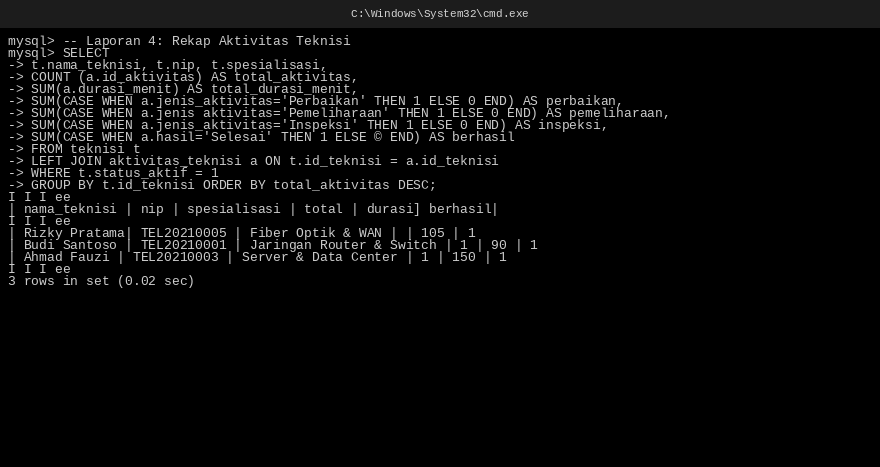 C:\Windows\System32\cmd.exe
mysql> -- Laporan 4: Rekap Aktivitas Teknisi
mysql> SELECT
-> t.nama_teknisi, t.nip, t.spesialisasi,
-> COUNT (a.id_aktivitas) AS total_aktivitas,
-> SUM(a.durasi_menit) AS total_durasi_menit,
-> SUM(CASE WHEN a.jenis_aktivitas='Perbaikan' THEN 1 ELSE 0 END) AS perbaikan,
-> SUM(CASE WHEN a.jenis_aktivitas='Pemeliharaan' THEN 1 ELSE 0 END) AS pemeliharaan,
-> SUM(CASE WHEN a.jenis_aktivitas='Inspeksi' THEN 1 ELSE 0 END) AS inspeksi,
-> SUM(CASE WHEN a.hasil='Selesai' THEN 1 ELSE © END) AS berhasil
-> FROM teknisi t
-> LEFT JOIN aktivitas_teknisi a ON t.id_teknisi = a.id_teknisi
-> WHERE t.status_aktif = 1
-> GROUP BY t.id_teknisi ORDER BY total_aktivitas DESC;
I I I ee
| nama_teknisi | nip | spesialisasi | total | durasi] berhasil|
I I I ee
| Rizky Pratama| TEL20210005 | Fiber Optik & WAN | | 105 | 1
| Budi Santoso | TEL20210001 | Jaringan Router & Switch | 1 | 90 | 1
| Ahmad Fauzi | TEL20210003 | Server & Data Center | 1 | 150 | 1
I I I ee
3 rows in set (0.02 sec)